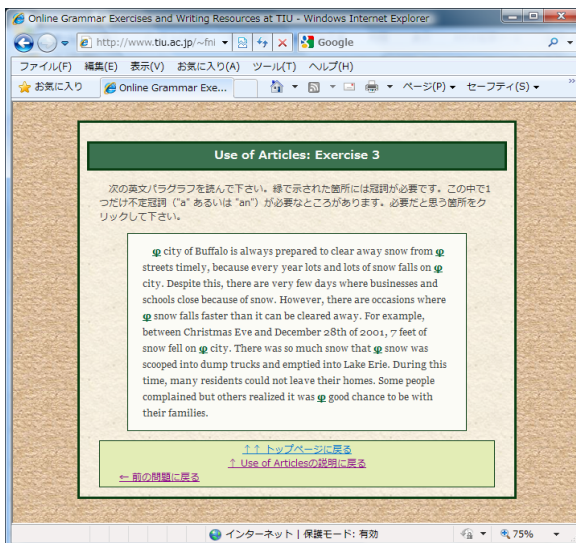 Online Grammar Exercises and Writing Resources at TIU - Windows Internet Explorer
http://www.tiu.ac.jp/~fni
Google
ファイル(F) 編集(E) 表示(V) お気に入り(A) ツール(T) ヘルプ(H)
お気に入り Online Grammar Exe... ページ(P) セーフティ(S) »
Use of Articles: Exercise 3
次の英文パラグラフを読んで下さい。緑で示された箇所には冠詞が必要です。この中で1
つだけ不定冠詞（"a" あるいは "an"）が必要なところがあります。必要だと思う箇所をク
リックして下さい。
φ city of Buffalo is always prepared to clear away snow from φ
streets timely, because every year lots and lots of snow falls on φ
city. Despite this, there are very few days where businesses and
schools close because of snow. However, there are occasions where
φ snow falls faster than it can be cleared away. For example,
between Christmas Eve and December 28th of 2001, 7 feet of
snow fell on φ city. There was so much snow that φ snow was
scooped into dump trucks and emptied into Lake Erie. During this
time, many residents could not leave their homes. Some people
complained but others realized it was φ good chance to be with
their families.
↑↑ トップページに戻る
↑ Use of Articlesの説明に戻る
← 前の問題に戻る
インターネット | 保護モード: 有効 75%